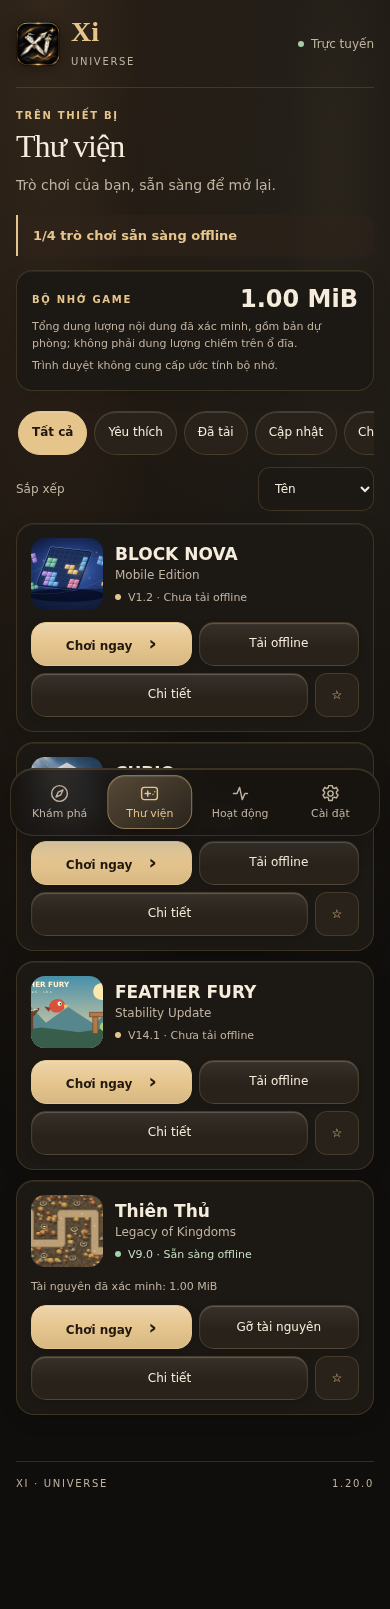 Xi
UNIVERSE
Trực tuyến
TRÊN THIẾT BỊ
Thư viện
Trò chơi của bạn, sẵn sàng để mở lại.
1/4 trò chơi sẵn sàng offline
BỘ NHỚ GAME
1.00 MiB
Tổng dung lượng nội dung đã xác minh, gồm bản dự
phòng; không phải dung lượng chiếm trên ổ đĩa.
Trình duyệt không cung cấp ước tính bộ nhớ.
Tất cả
Yêu thích
Đã tải
Cập nhật
Ch
Sắp xếp
Tên
BLOCK NOVA
Mobile Edition
V1.2 · Chưa tải offline
Chơi ngay ›
Tải offline
Chi tiết
☆
Khám phá
Thư viện
Hoạt động
Cài đặt
Chơi ngay ›
Tải offline
Chi tiết
☆
FEATHER FURY
Stability Update
V14.1 · Chưa tải offline
Chơi ngay ›
Tải offline
Chi tiết
☆
Thiên Thủ
Legacy of Kingdoms
V9.0 · Sẵn sàng offline
Tài nguyên đã xác minh: 1.00 MiB
Chơi ngay ›
Gỡ tài nguyên
Chi tiết
☆
XI · UNIVERSE
1.20.0